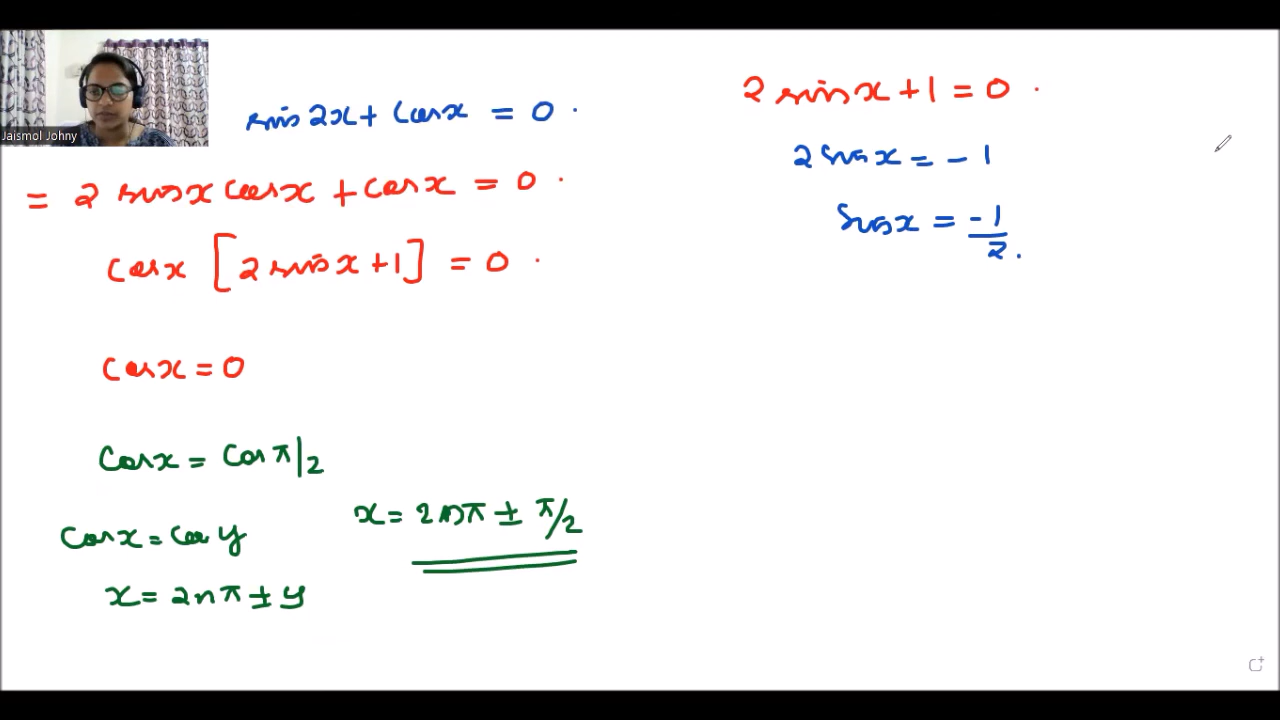 Jaismol Johny
sin 2x + cos x = 0 .
= 2 sin x cos x + cos x = 0 .
cos x [2 sin x + 1] = 0 .
cos x = 0
cos x = cos π/2
cos x = cos y
x = 2nπ ± y
x = 2nπ ± π/2
2 sin x + 1 = 0 .
2 sin x = - 1
sin x = -1/2 .